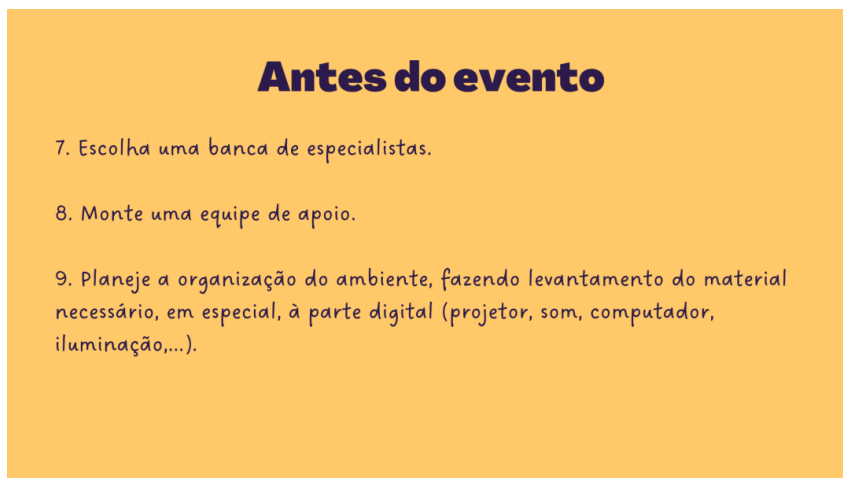 Antes do evento
7. Escolha uma banca de especialistas.
8. Monte uma equipe de apoio.
9. Planeje a organização do ambiente, fazendo levantamento do material
necessário, em especial, à parte digital (projetor, som, computador,
iluminação,...).